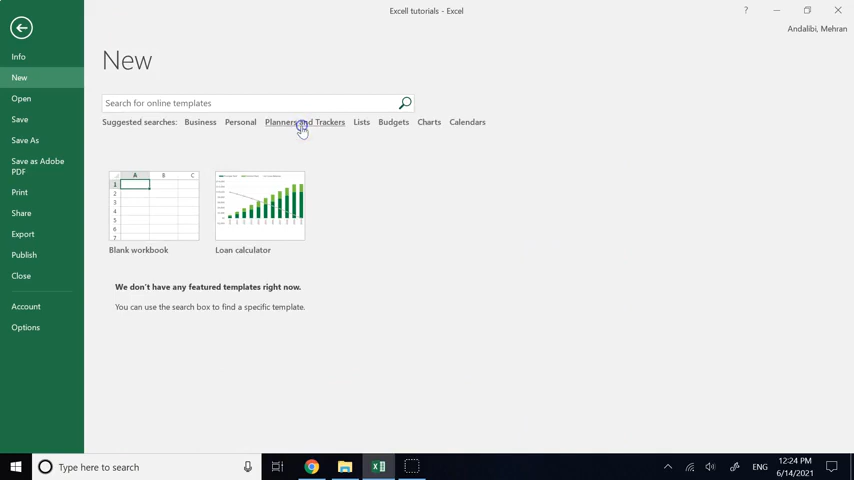 Excell tutorials - Excel
?
Andalibi, Mehran
Info
New
Open
Save
Save As
Save as Adobe
PDF
Print
Share
Export
Publish
Close
Account
Options
New
Search for online templates
Suggested searches: Business Personal Planners and Trackers Lists Budgets Charts Calendars
A B C
1
2
3
4
5
6
7
Blank workbook
Loan calculator
We don't have any featured templates right now.
You can use the search box to find a specific template.
Type here to search
ENG
12:24 PM
6/14/2021